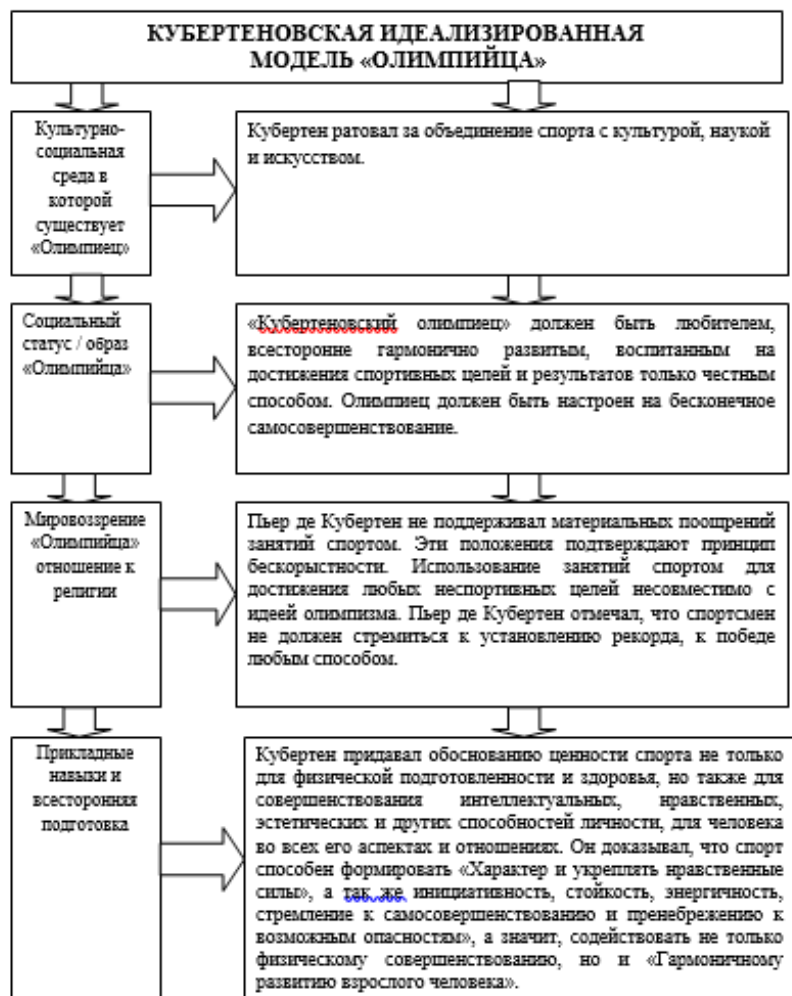 КУБЕРТЕНОВСКАЯ ИДЕАЛИЗИРОВАННАЯ
МОДЕЛЬ «ОЛИМПИЙЦА»
Культурно-
социальная
среда в
которой
существует
«Олимпиец»
Кубертен ратовал за объединение спорта с культурой, наукой
и искусством.
Социальный
статус / образ
«Олимпийца»
«Кубертеновский олимпиец» должен быть любителем,
всесторонне гармонично развитым, воспитанным на
достижения спортивных целей и результатов только честным
способом. Олимпиец должен быть настроен на бесконечное
самосовершенствование.
Мировоззрение
«Олимпийца»
отношение к
религии
Пьер де Кубертен не поддерживал материальных поощрений
занятий спортом. Эти положения подтверждают принцип
бескорыстности. Использование занятий спортом для
достижения любых неспортивных целей несовместимо с
идеей олимпизма. Пьер де Кубертен отмечал, что спортсмен
не должен стремиться к установлению рекорда, к победе
любым способом.
Прикладные
навыки и
всесторонняя
подготовка
Кубертен придавал обоснованию ценности спорта не только
для физической подготовленности и здоровья, но также для
совершенствования интеллектуальных, нравственных,
эстетических и других способностей личности, для человека
во всех его аспектах и отношениях. Он доказывал, что спорт
способен формировать «Характер и укреплять нравственные
силы», а так же инициативность, стойкость, энергичность,
стремление к самосовершенствованию и пренебрежению к
возможным опасностям», а значит, содействовать не только
физическому совершенствованию, но и «Гармоничному
развитию взрослого человека».